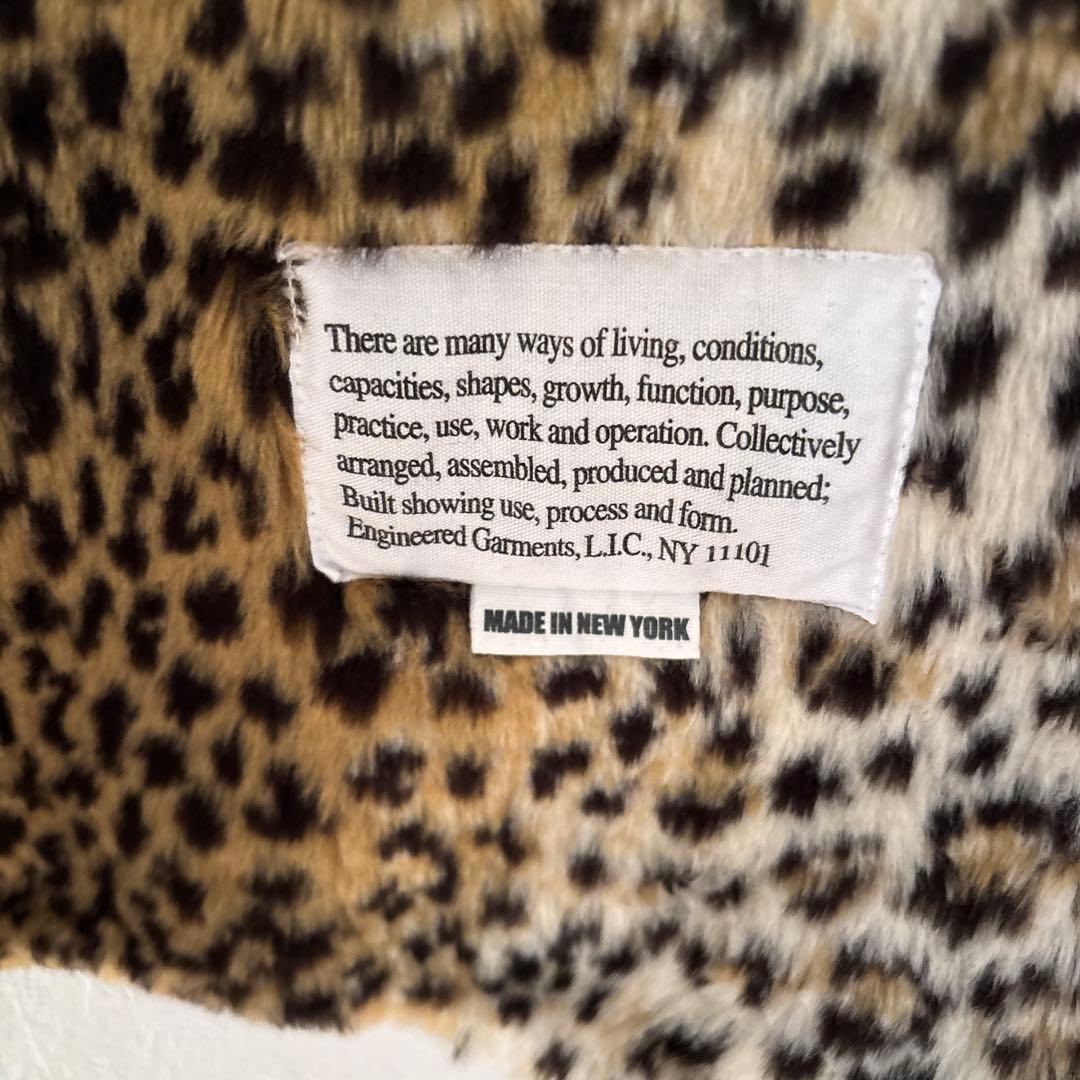 There are many ways of living, conditions,
capacities, shapes, growth, function, purpose,
practice, use, work and operation. Collectively
arranged, assembled, produced and planned;
Built showing use, process and form.
Engineered Garments, L.I.C., NY 11101
MADE IN NEW YORK